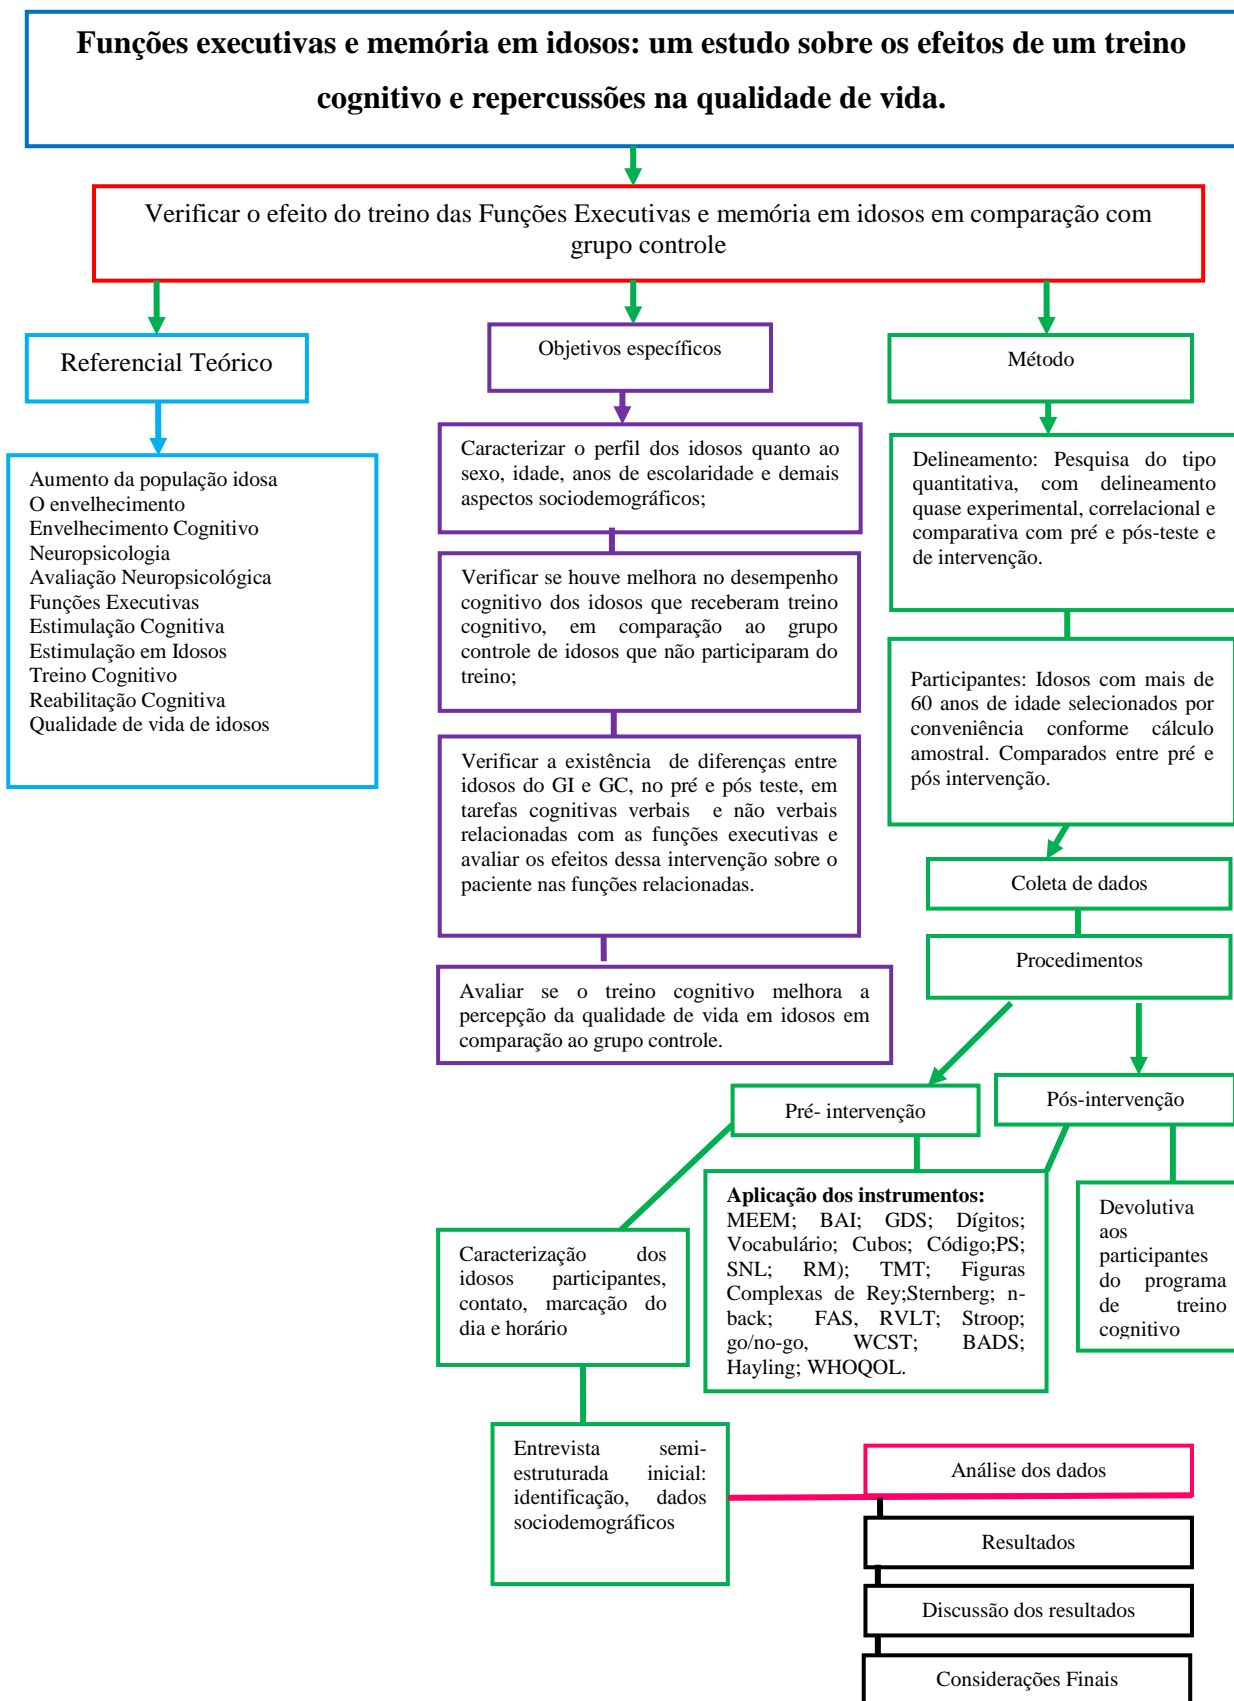 Funções executivas e memória em idosos: um estudo sobre os efeitos de um treino
cognitivo e repercussões na qualidade de vida.
Verificar o efeito do treino das Funções Executivas e memória em idosos em comparação com
grupo controle
Referencial Teórico
Aumento da população idosa
O envelhecimento
Envelhecimento Cognitivo
Neuropsicologia
Avaliação Neuropsicológica
Funções Executivas
Estimulação Cognitiva
Estimulação em Idosos
Treino Cognitivo
Reabilitação Cognitiva
Qualidade de vida de idosos
Objetivos específicos
Caracterizar o perfil dos idosos quanto ao
sexo, idade, anos de escolaridade e demais
aspectos sociodemográficos;
Verificar se houve melhora no desempenho
cognitivo dos idosos que receberam treino
cognitivo, em comparação ao grupo
controle de idosos que não participaram do
treino;
Verificar a existência de diferenças entre
idosos do GI e GC, no pré e pós teste, em
tarefas cognitivas verbais e não verbais
relacionadas com as funções executivas e
avaliar os efeitos dessa intervenção sobre o
paciente nas funções relacionadas.
Avaliar se o treino cognitivo melhora a
percepção da qualidade de vida em idosos em
comparação ao grupo controle.
Método
Delineamento: Pesquisa do tipo
quantitativa, com delineamento
quase experimental, correlacional e
comparativa com pré e pós-teste e
de intervenção.
Participantes: Idosos com mais de
60 anos de idade selecionados por
conveniência conforme cálculo
amostral. Comparados entre pré e
pós intervenção.
Coleta de dados
Procedimentos
Pré- intervenção
Pós-intervenção
Caracterização dos
idosos participantes,
contato, marcação do
dia e horário
Aplicação dos instrumentos:
MEEM; BAI; GDS; Dígitos;
Vocabulário; Cubos; Código;PS;
SNL; RM); TMT; Figuras
Complexas de Rey;Sternberg; n-
back; FAS, RVLT; Stroop;
go/no-go, WCST; BADS;
Hayling; WHOQOL.
Devolutiva
aos
participantes
do programa
de treino
cognitivo
Entrevista semi-
estruturada inicial:
identificação, dados
sociodemográficos
Análise dos dados
Resultados
Discussão dos resultados
Considerações Finais